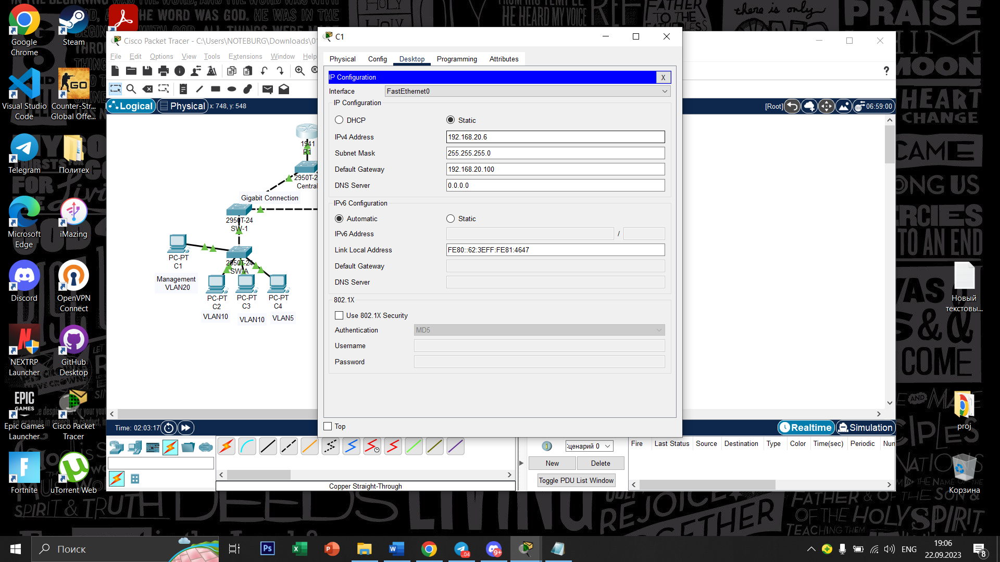 Google
Chrome
Steam
Visual Studio
Code
Counter-Str...
Global Offe...
Telegram
Политех
Microsoft
Edge
iMazing
Discord
OpenVPN
Connect
NEXTRP
Launcher
GitHub
Desktop
EPIC
GAMES
Epic Games
Launcher
Cisco Packet
Tracer
Fortnite
uTorrent Web
Новый
текстовы...
proj
Корзина
Cisco Packet Tracer - C:\Users\NOTEBURG\Downloads\01
File Edit Options View Tools Extensions Window Help
Logical Physical x: 748, y: 548
[Root] 06:59:00
1941
R1
2950T-2
Central
Gigabit Connection
2950T-24
SW-1
PC-PT
C1
2950T-24
SW-A
Management
VLAN20
PC-PT
C2
PC-PT
C3
PC-PT
C4
VLAN10
VLAN10
VLAN5
C1
Physical Config Desktop Programming Attributes
IP Configuration X
Interface FastEthernet0
IP Configuration
DHCP Static
IPv4 Address 192.168.20.6
Subnet Mask 255.255.255.0
Default Gateway 192.168.20.100
DNS Server 0.0.0.0
IPv6 Configuration
Automatic Static
IPv6 Address /
Link Local Address FE80::62:3EFF:FE81:4647
Default Gateway
DNS Server
802.1X
Use 802.1X Security
Authentication MD5
Username
Password
Top
Time: 02:03:17
Realtime Simulation
Copper Straight-Through
Сценарий 0
New Delete
Toggle PDU List Window
Fire Last Status Source Destination Type Color Time(sec) Periodic Num
Поиск
ENG
19:06
22.09.2023
8